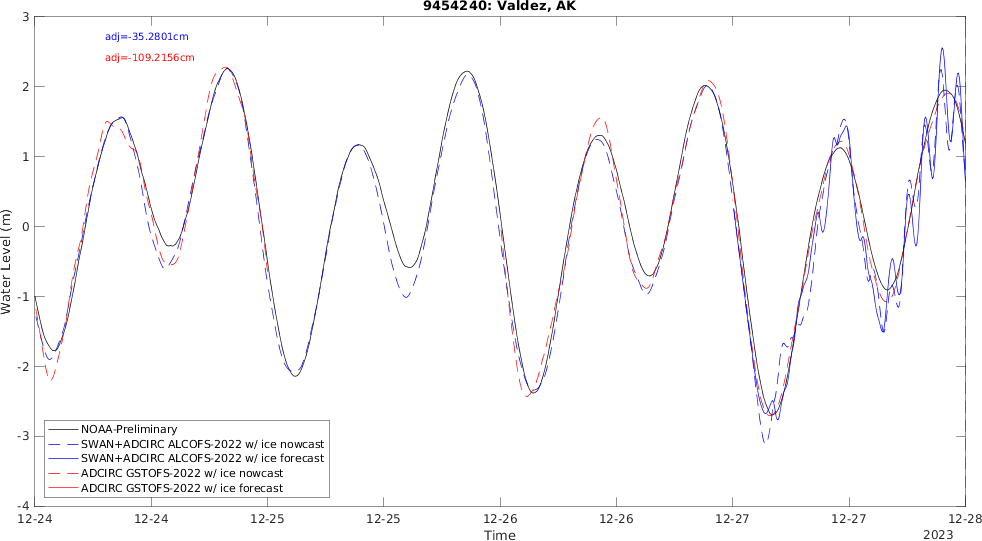 9454240: Valdez, AK
adj=-35.2801cm
adj=-109.2156cm
Water Level (m)
3
2
1
0
-1
-2
-3
-4
NOAA-Preliminary
SWAN+ADCIRC ALCOFS-2022 w/ ice nowcast
SWAN+ADCIRC ALCOFS-2022 w/ ice forecast
ADCIRC GSTOFS-2022 w/ ice nowcast
ADCIRC GSTOFS-2022 w/ ice forecast
12-24 12-24 12-25 12-25 12-26 12-26 12-27 12-27 12-28
Time
2023